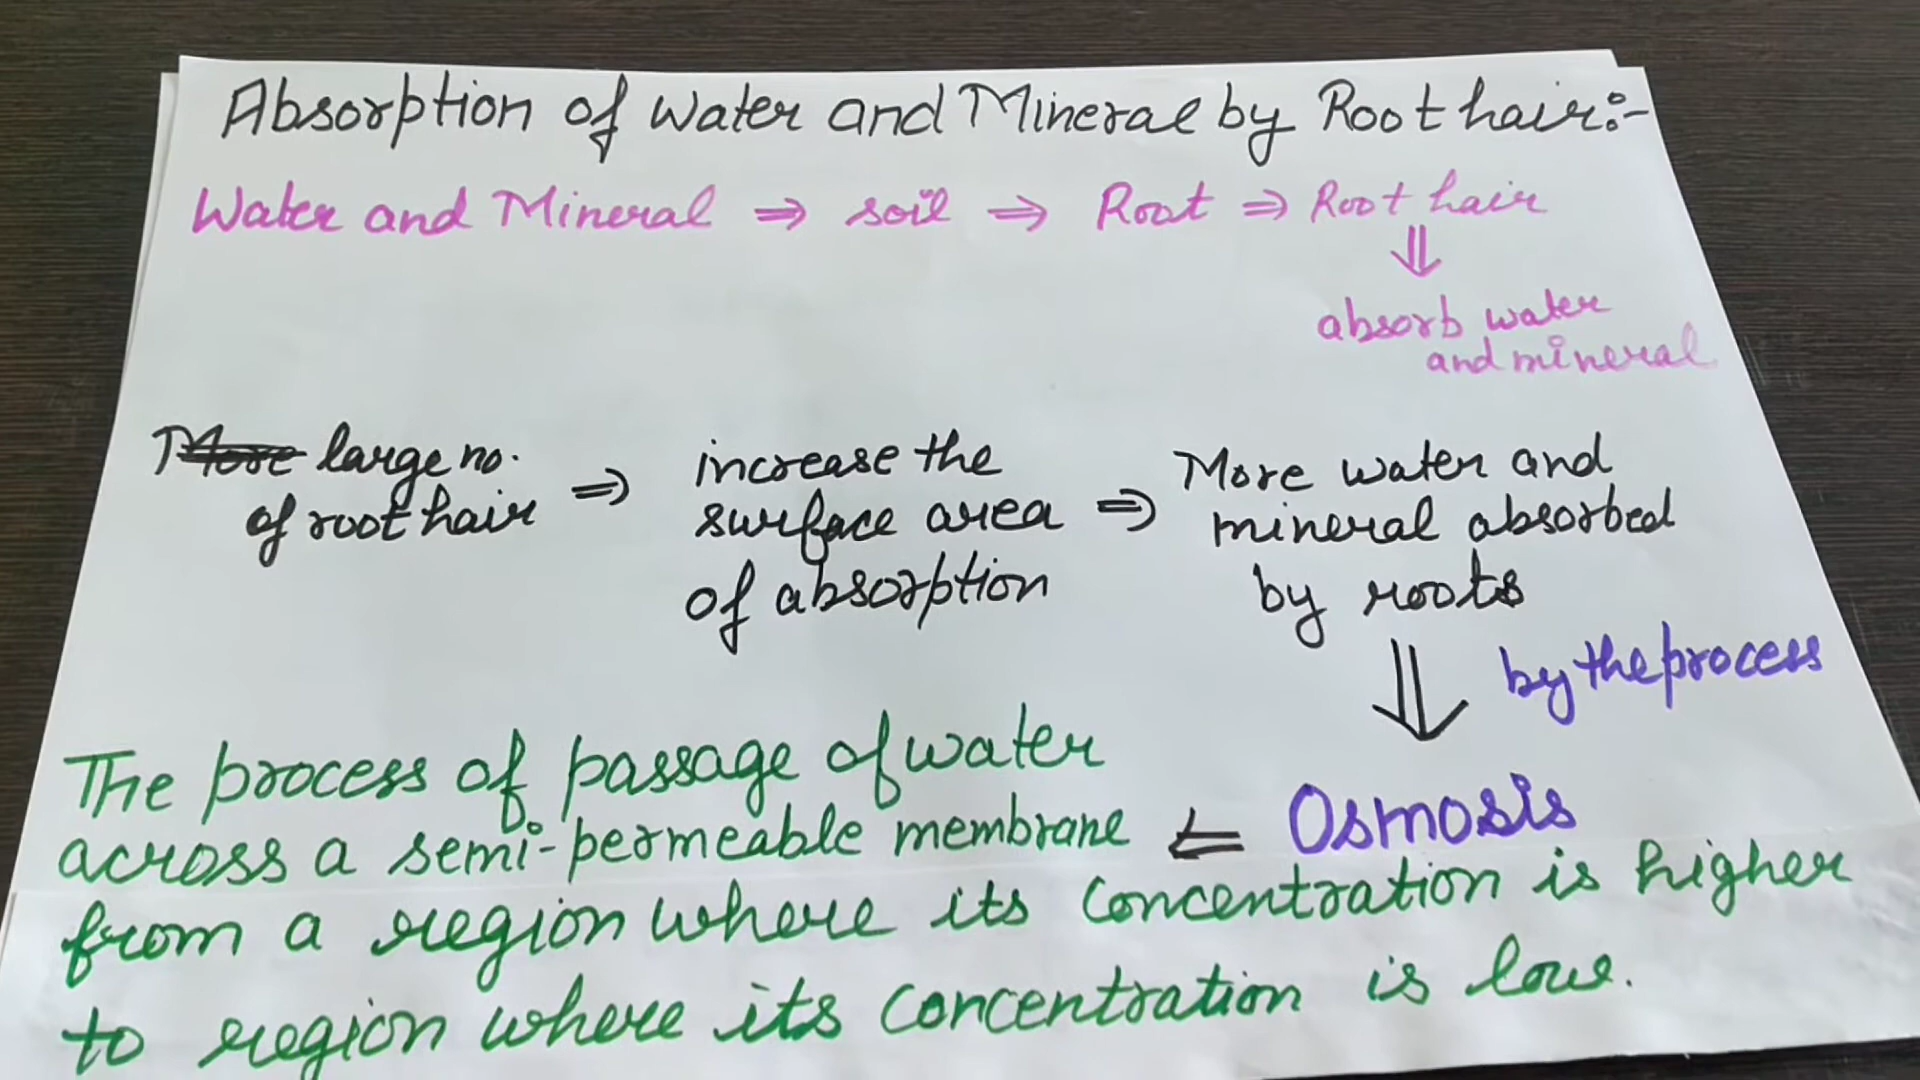 Absorption of water and Mineral by Root hair:-
Water and Mineral ⇒ soil ⇒ Root ⇒ Root hair
⇓
absorb water
and mineral
More large no.
of root hair ⇒
increase the
surface area
of absorption
⇒ More water and
mineral absorbed
by roots
⇓ by the process
Osmosis
⇐
The process of passage of water
across a semi-permeable membrane
from a region where its concentration is higher
to region where its concentration is low.